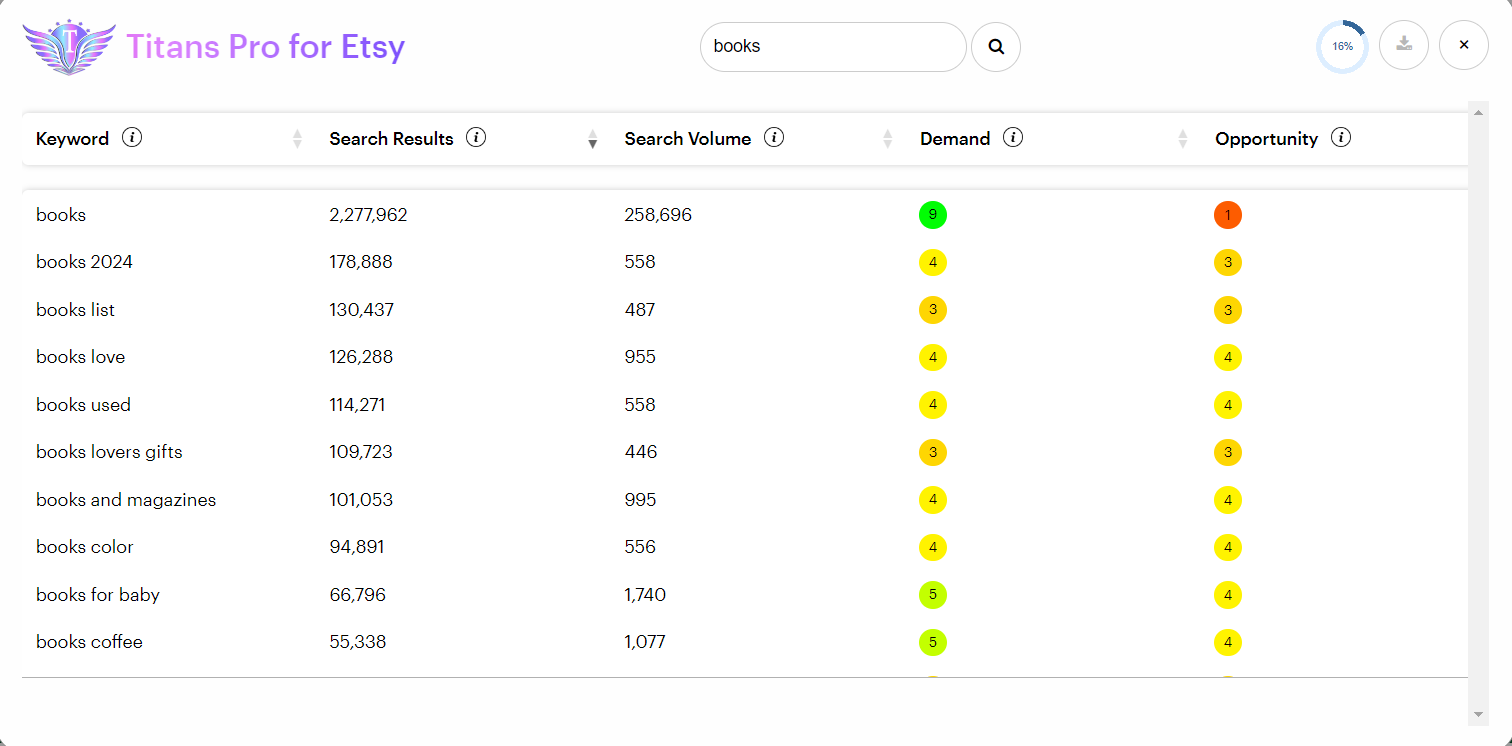 Titans Pro for Etsy
books
16%
Keyword Search Results Search Volume Demand Opportunity
books 2,277,962 258,696 9 1
books 2024 178,888 558 4 3
books list 130,437 487 3 3
books love 126,288 955 4 4
books used 114,271 558 4 4
books lovers gifts 109,723 446 3 3
books and magazines 101,053 995 4 4
books color 94,891 556 4 4
books for baby 66,796 1,740 5 4
books coffee 55,338 1,077 5 4